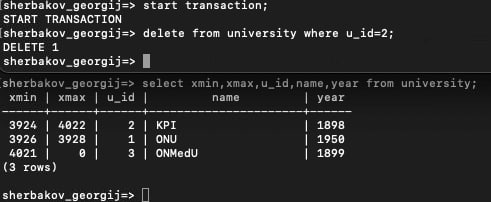 [sherbakov_georgij=> start transaction;
START TRANSACTION
[sherbakov_georgij=> delete from university where u_id=2;
DELETE 1
sherbakov_georgij=>
sherbakov_georgij=> select xmin,xmax,u_id,name,year from university;
 xmin | xmax | u_id |          name          | year
------+------+------+------------------------+------
 3924 | 4022 |    2 | KPI                    | 1898
 3926 | 3928 |    1 | ONU                    | 1950
 4021 |    0 |    3 | ONMedU                 | 1899
(3 rows)
sherbakov_georgij=>